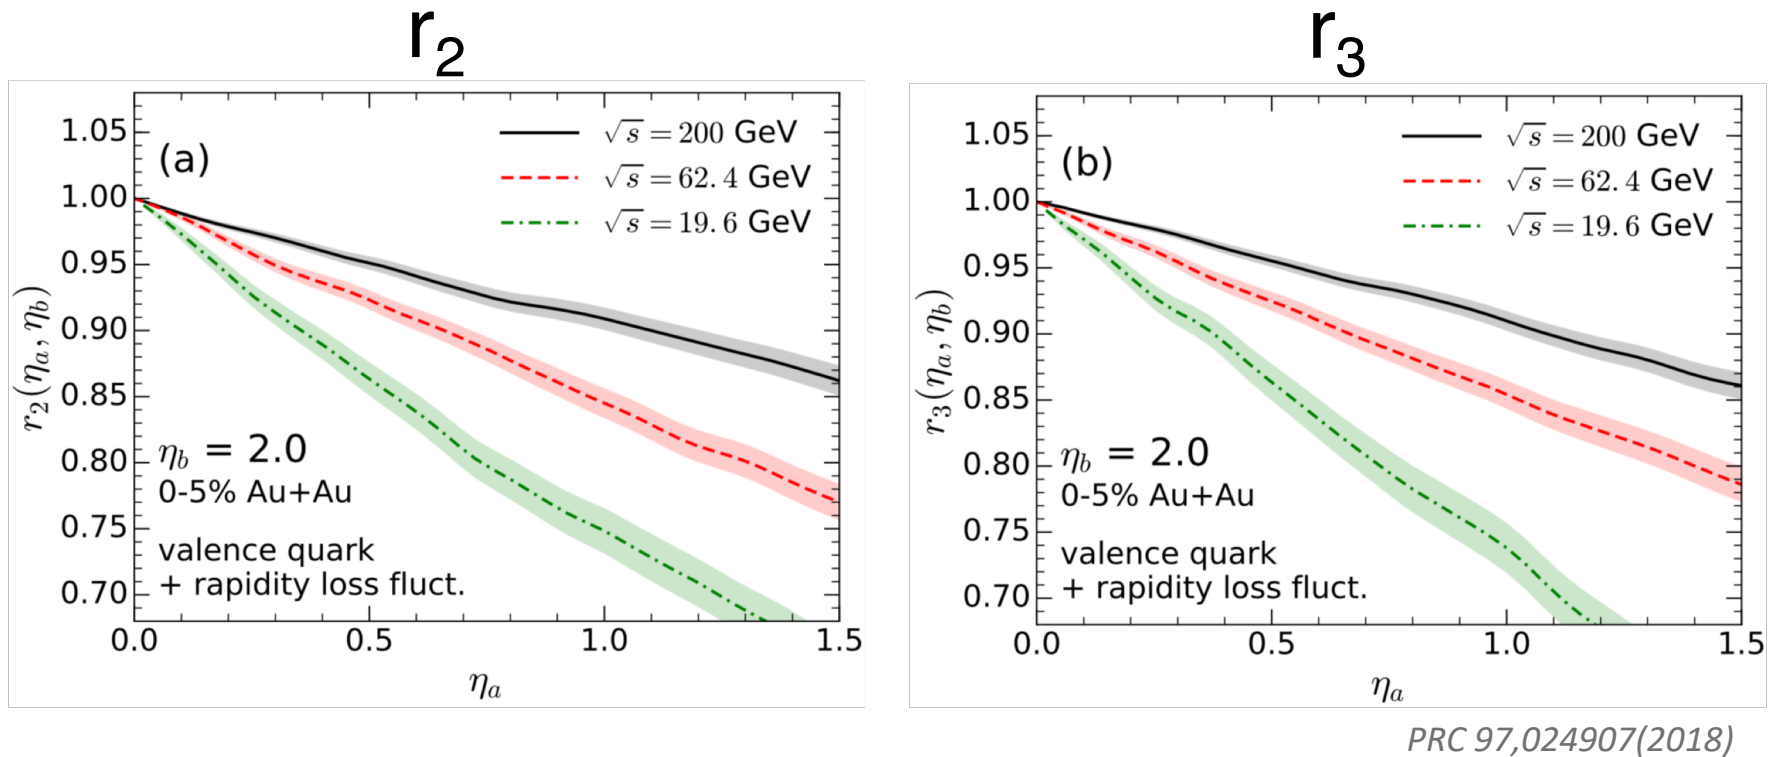 r₂
r₃
(a)
√s = 200 GeV
√s = 62.4 GeV
√s = 19.6 GeV
1.05
1.00
0.95
0.90
0.85
0.80
0.75
0.70
r₂(ηₐ, η_b)
η_b = 2.0
0-5% Au+Au
valence quark
+ rapidity loss fluct.
0.0 0.5 1.0 1.5
ηₐ
(b)
√s = 200 GeV
√s = 62.4 GeV
√s = 19.6 GeV
1.05
1.00
0.95
0.90
0.85
0.80
0.75
0.70
r₃(ηₐ, η_b)
η_b = 2.0
0-5% Au+Au
valence quark
+ rapidity loss fluct.
0.0 0.5 1.0 1.5
ηₐ
PRC 97,024907(2018)